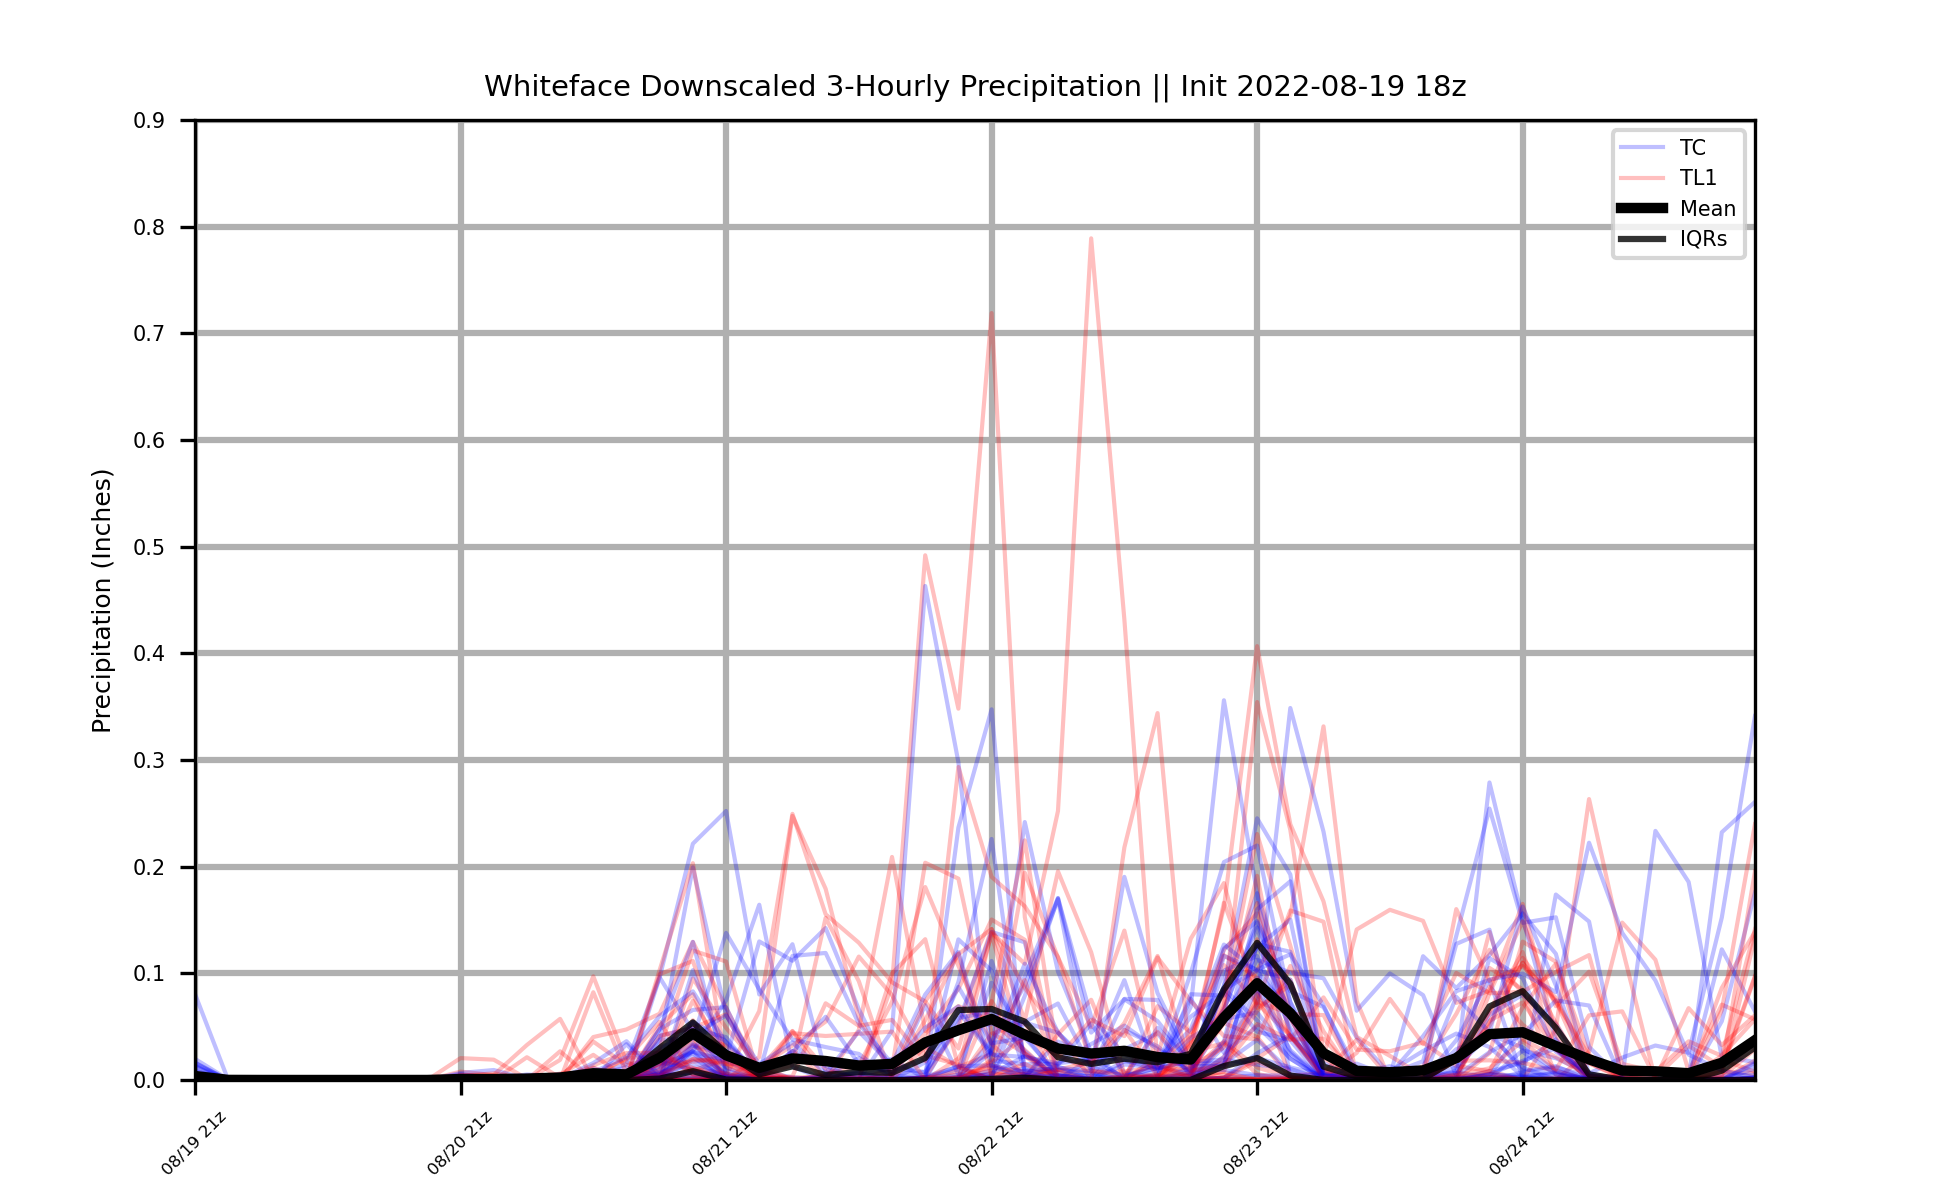 Whiteface Downscaled 3-Hourly Precipitation || Init 2022-08-19 18z
TC
TL1
Mean
IQRs
Precipitation (Inches)
0.9
0.8
0.7
0.6
0.5
0.4
0.3
0.2
0.1
0.0
08/19 21z
08/20 21z
08/21 21z
08/22 21z
08/23 21z
08/24 21z